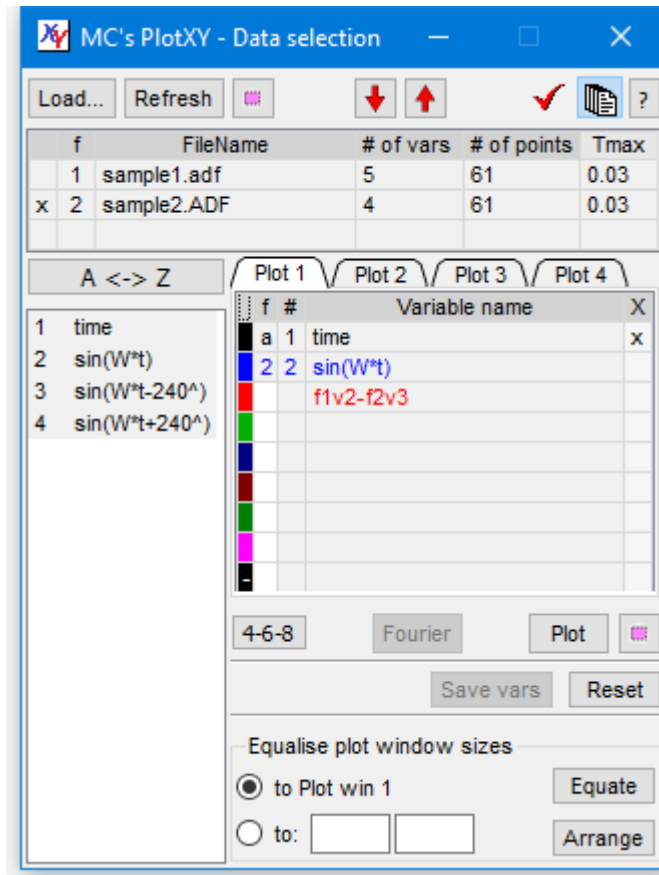 MC's PlotXY - Data selection
Load... Refresh ?
f FileName # of vars # of points Tmax
1 sample1.adf 5 61 0.03
x 2 sample2.ADF 4 61 0.03
A <-> Z
1 time
2 sin(W*t)
3 sin(W*t-240^)
4 sin(W*t+240^)
Plot 1 Plot 2 Plot 3 Plot 4
f # Variable name X
a 1 time x
2 2 sin(W*t)
f1v2-f2v3
4-6-8 Fourier Plot
Save vars Reset
Equalise plot window sizes
to Plot win 1 Equate
to: Arrange